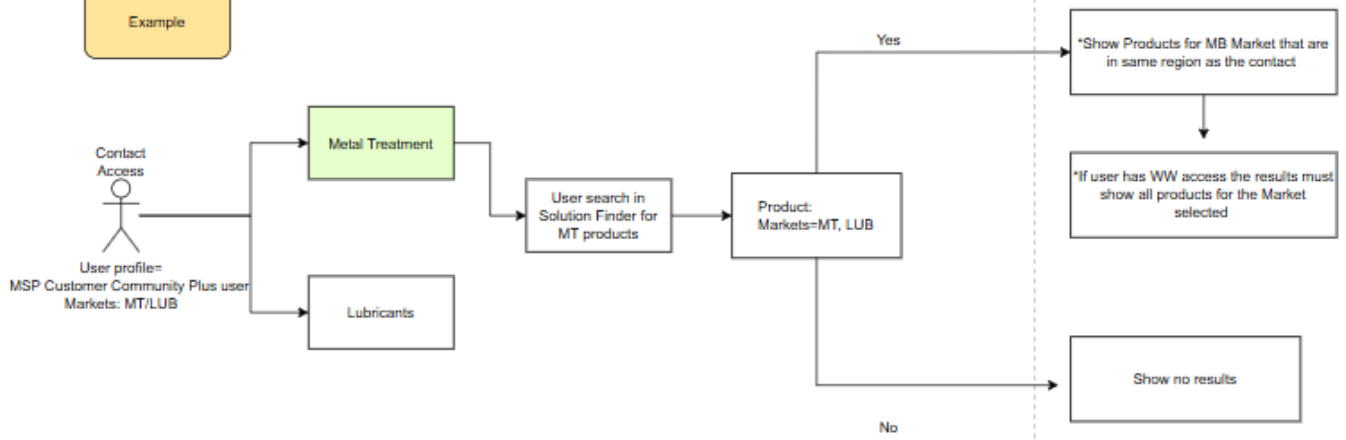 Example
Contact
Access
User profile=
MSP Customer Community Plus user
Markets: MT/LUB
Metal Treatment
Lubricants
User search in
Solution Finder for
MT products
Product:
Markets=MT, LUB
Yes
No
*Show Products for MB Market that are
in same region as the contact
*If user has WW access the results must
show all products for the Market
selected
Show no results